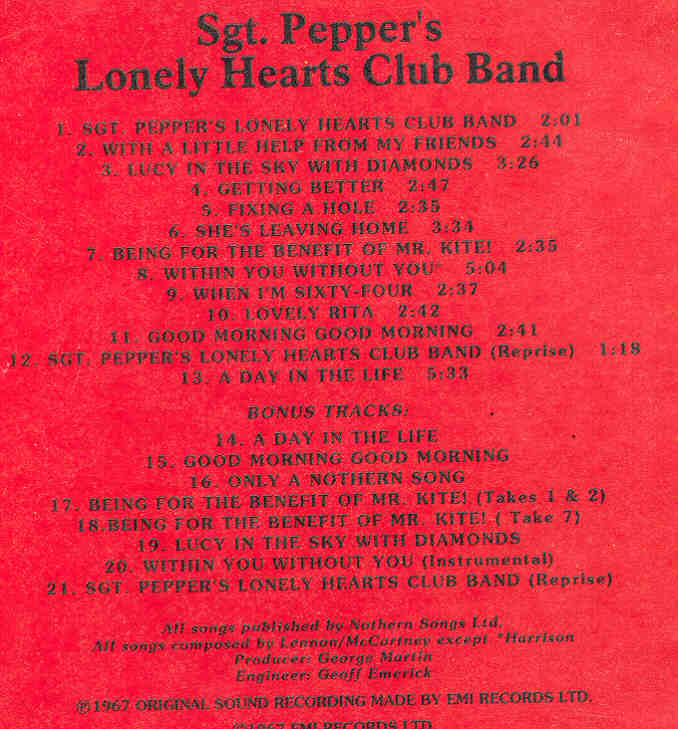 Sgt. Pepper's
Lonely Hearts Club Band
1. SGT. PEPPER'S LONELY HEARTS CLUB BAND 2:01
2. WITH A LITTLE HELP FROM MY FRIENDS 2:44
3. LUCY IN THE SKY WITH DIAMONDS 3:26
4. GETTING BETTER 2:47
5. FIXING A HOLE 2:35
6. SHE'S LEAVING HOME 3:34
7. BEING FOR THE BENEFIT OF MR. KITE! 2:35
8. WITHIN YOU WITHOUT YOU* 5:04
9. WHEN I'M SIXTY-FOUR 2:37
10. LOVELY RITA 2:42
11. GOOD MORNING GOOD MORNING 2:41
12. SGT. PEPPER'S LONELY HEARTS CLUB BAND (Reprise) 1:18
13. A DAY IN THE LIFE 5:33
BONUS TRACKS:
14. A DAY IN THE LIFE
15. GOOD MORNING GOOD MORNING
16. ONLY A NOTHERN SONG
17. BEING FOR THE BENEFIT OF MR. KITE! (Takes 1 & 2)
18.BEING FOR THE BENEFIT OF MR. KITE! ( Take 7)
19. LUCY IN THE SKY WITH DIAMONDS
20. WITHIN YOU WITHOUT YOU (Instrumental)
21. SGT. PEPPER'S LONELY HEARTS CLUB BAND (Reprise)
All songs published by Nothern Songs Ltd.
All songs composed by Lennon/McCartney except *Harrison
Producer: George Martin
Engineer: Geoff Emerick
℗1967 ORIGINAL SOUND RECORDING MADE BY EMI RECORDS LTD.
©1967 EMI RECORDS LTD.